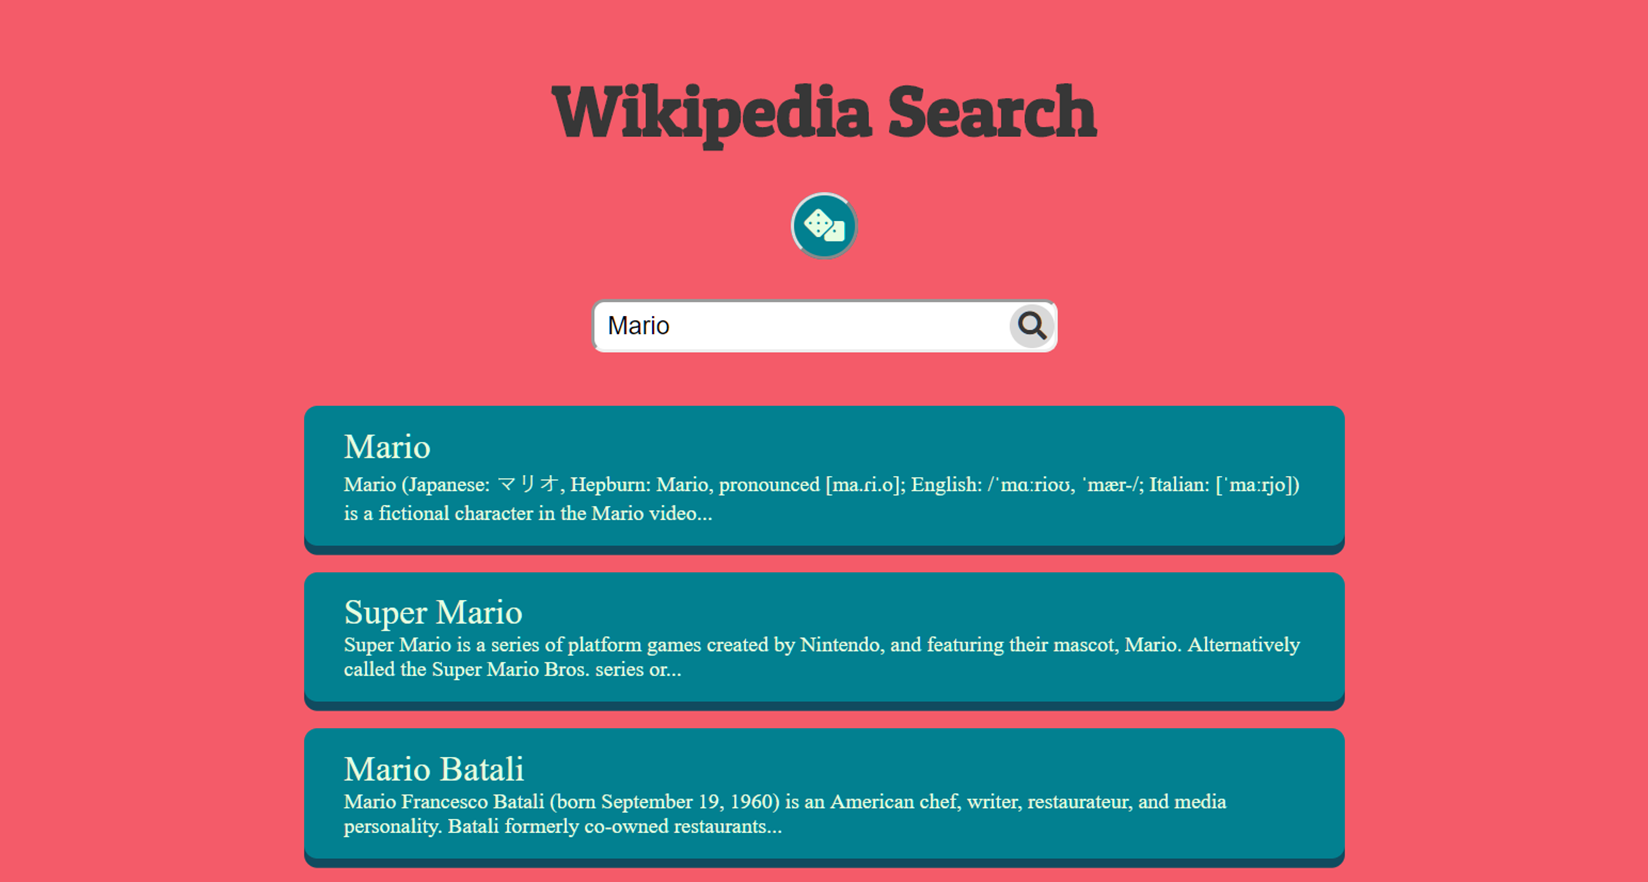 Wikipedia Search
Mario
Mario
Mario (Japanese: マリオ, Hepburn: Mario, pronounced [ma.ɾi.o]; English: /ˈmɑːrioʊ, ˈmær-/; Italian: [ˈmaːrjo])
is a fictional character in the Mario video...
Super Mario
Super Mario is a series of platform games created by Nintendo, and featuring their mascot, Mario. Alternatively
called the Super Mario Bros. series or...
Mario Batali
Mario Francesco Batali (born September 19, 1960) is an American chef, writer, restaurateur, and media
personality. Batali formerly co-owned restaurants...